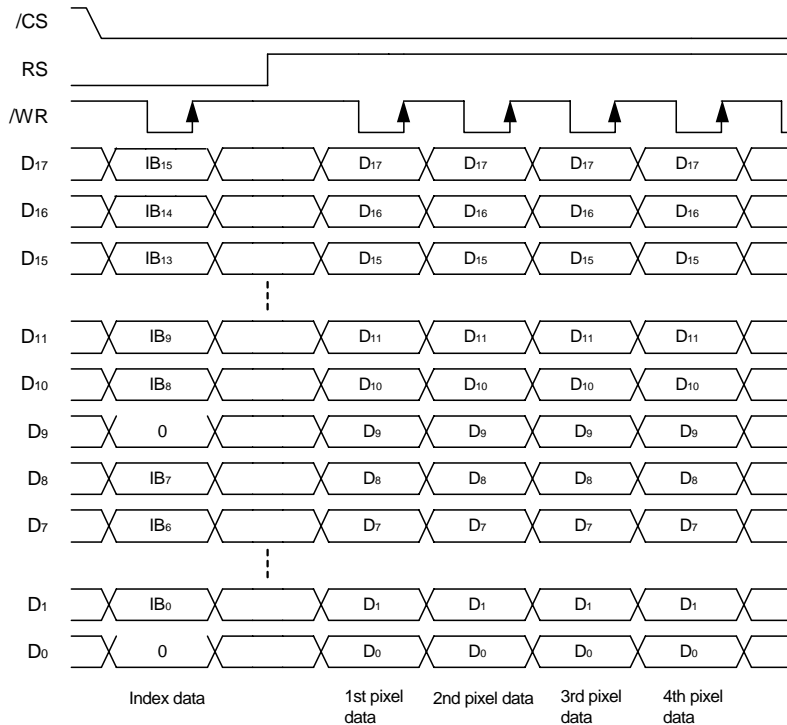 /CS
RS
/WR
D17 IB15 D17 D17 D17 D17
D16 IB14 D16 D16 D16 D16
D15 IB13 D15 D15 D15 D15
D11 IB9 D11 D11 D11 D11
D10 IB8 D10 D10 D10 D10
D9 0 D9 D9 D9 D9
D8 IB7 D8 D8 D8 D8
D7 IB6 D7 D7 D7 D7
D1 IB0 D1 D1 D1 D1
D0 0 D0 D0 D0 D0
Index data 1st pixel data 2nd pixel data 3rd pixel data 4th pixel data